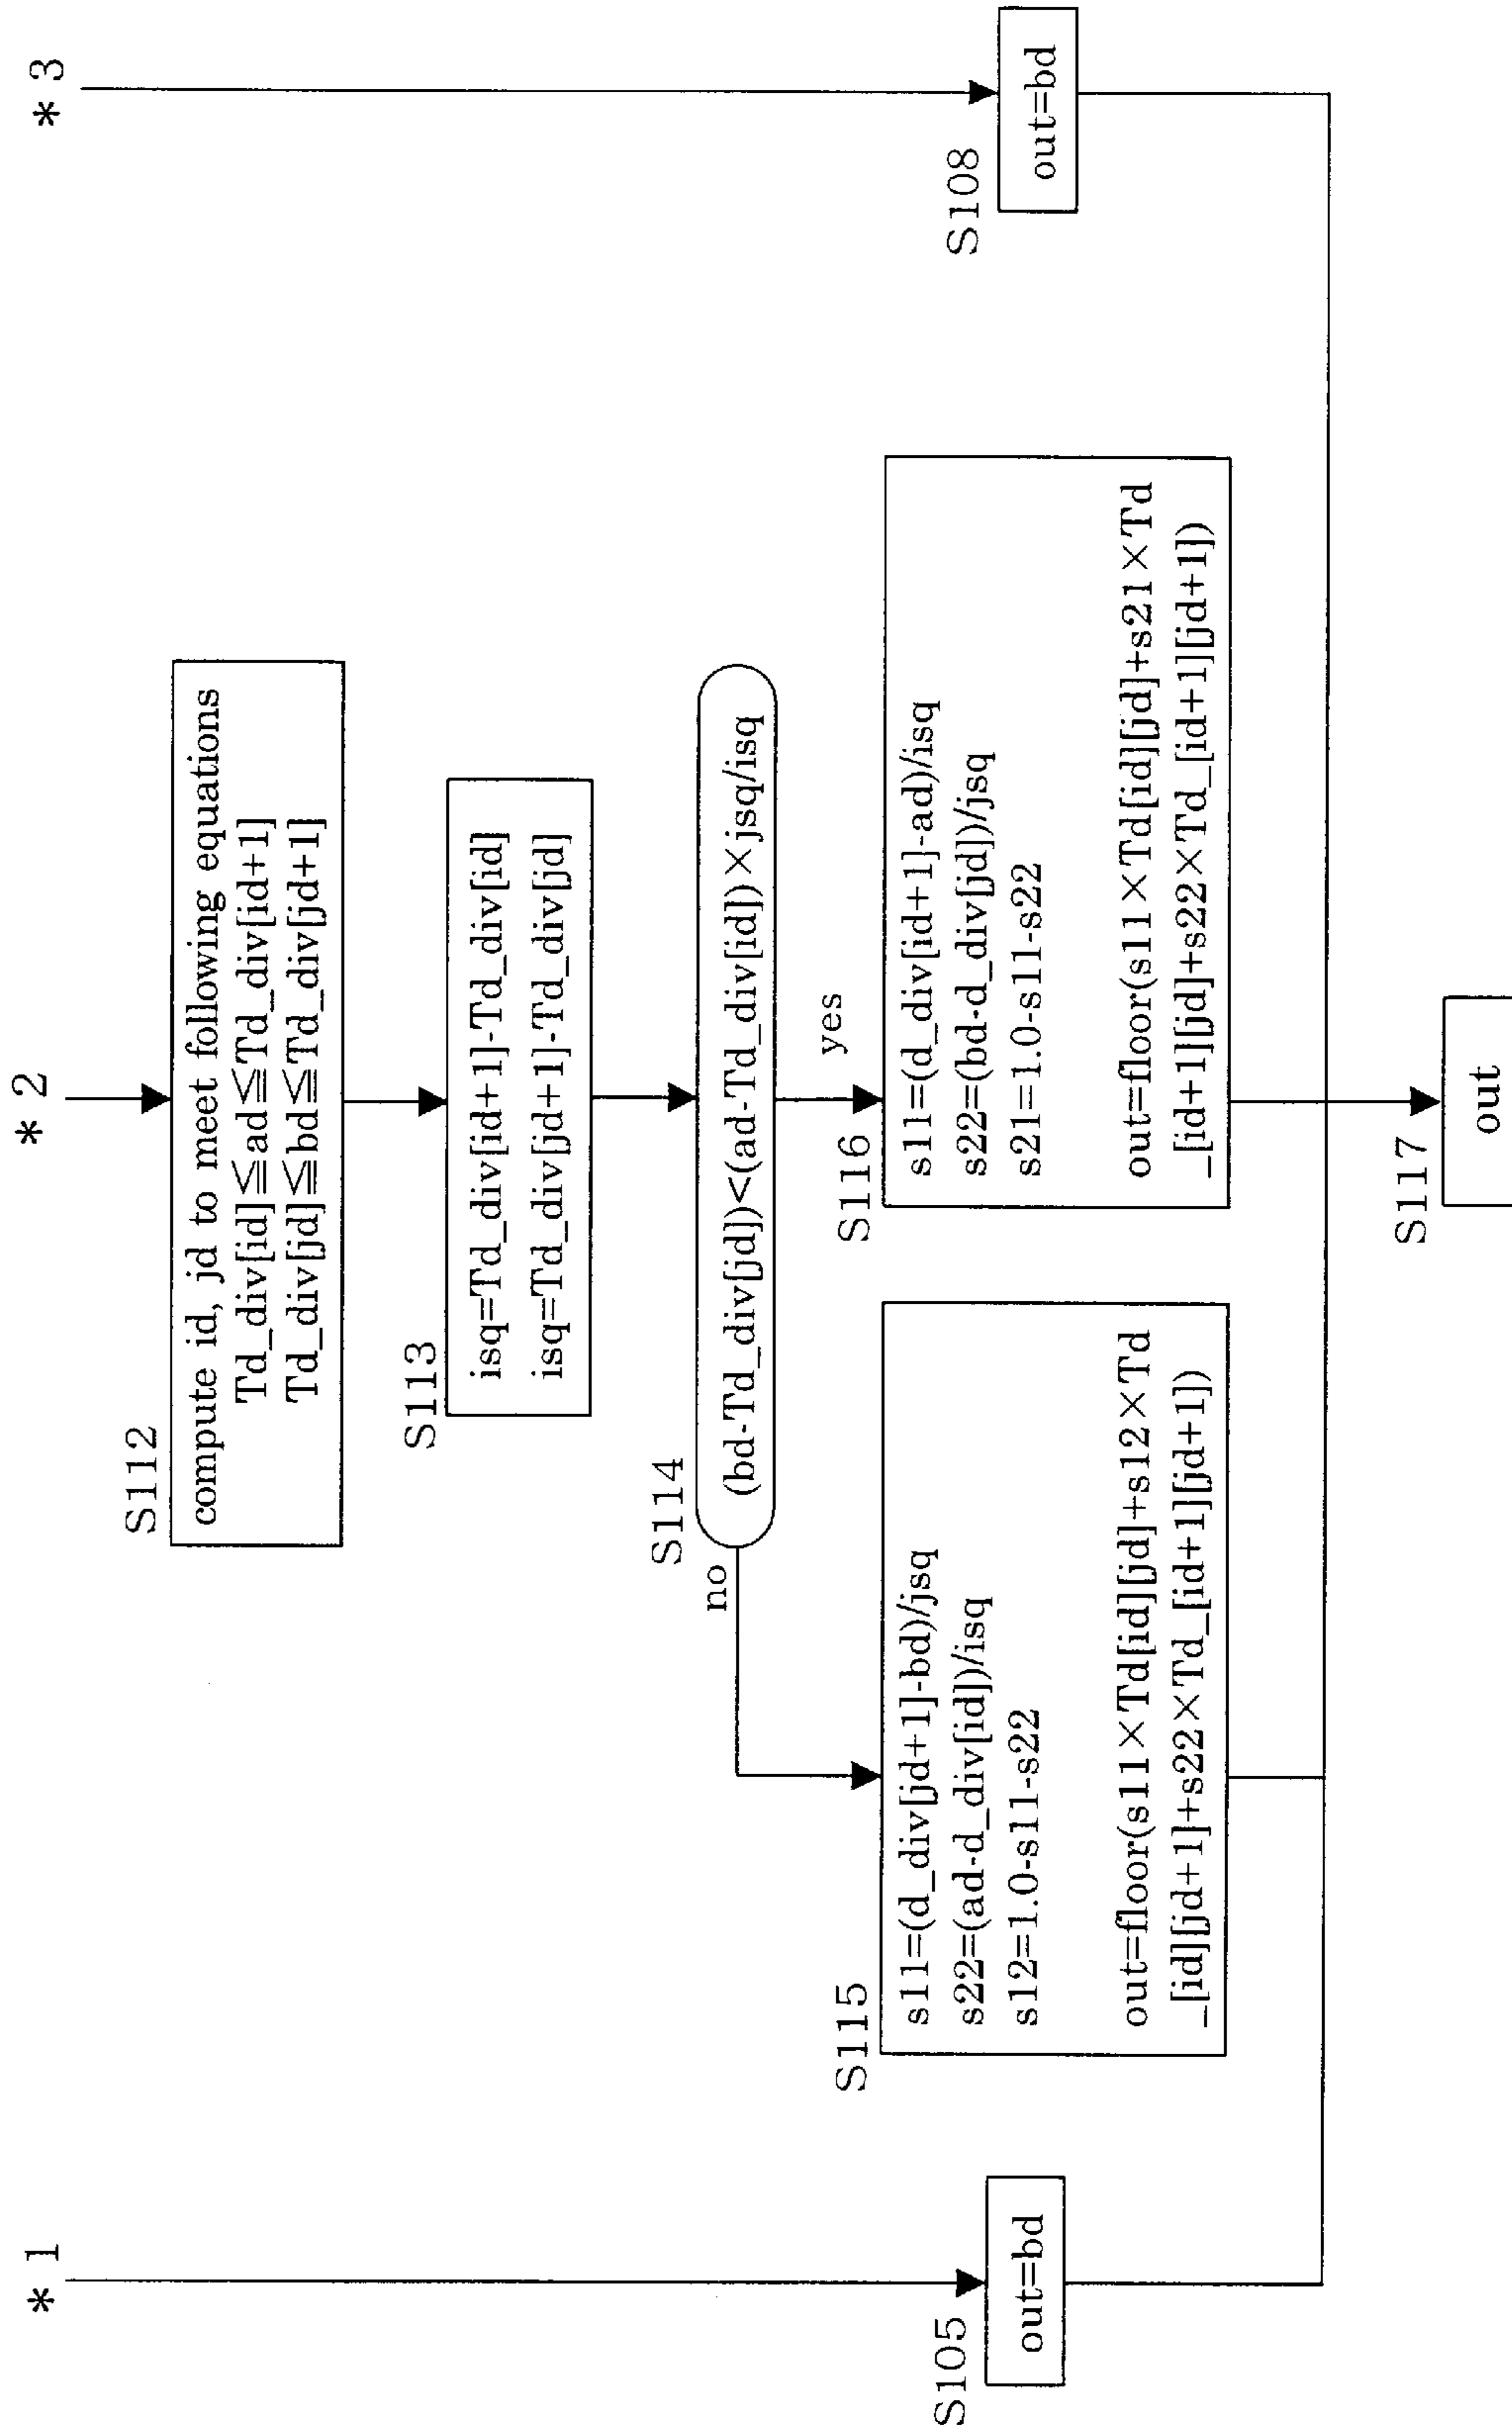 *1
*2
*3
S112
compute id, jd to meet following equations
Td_div[id]≦ad≦Td_div[id+1]
Td_div[jd]≦bd≦Td_div[jd+1]
S113
isq=Td_div[id+1]-Td_div[id]
isq=Td_div[jd+1]-Td_div[jd]
S114
(bd-Td_div[jd])<(ad-Td_div[id])×jsq/isq
no
yes
S115
s11=(d_div[jd+1]-bd)/jsq
s22=(ad-d_div[id])/isq
s12=1.0-s11-s22
out=floor(s11×Td[id][jd]+s12×Td
_[id][jd+1]+s22×Td_[id+1][jd+1])
S116
s11=(d_div[id+1]-ad)/isq
s22=(bd-d_div[jd])/jsq
s21=1.0-s11-s22
out=floor(s11×Td[id][jd]+s21×Td
_[id+1][jd]+s22×Td_[id+1][jd+1])
S105
out=bd
S108
out=bd
S117
out